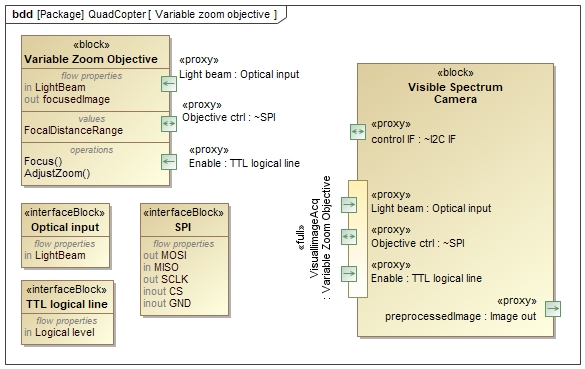 bdd [Package] QuadCopter [ Variable zoom objective ]
«block»
Variable Zoom Objective
flow properties
in LightBeam
out focusedImage
values
FocalDistanceRange
operations
Focus()
AdjustZoom()
«proxy»
Light beam : Optical input
«proxy»
Objective ctrl : ~SPI
«proxy»
Enable : TTL logical line
«interfaceBlock»
Optical input
flow properties
in LightBeam
«interfaceBlock»
TTL logical line
flow properties
in Logical level
«interfaceBlock»
SPI
flow properties
out MOSI
in MISO
out SCLK
inout CS
inout GND
«block»
Visible Spectrum
Camera
«proxy»
control IF : ~I2C IF
«full»
VisualImageAcq
: Variable Zoom Objective
«proxy»
Light beam : Optical input
«proxy»
Objective ctrl : ~SPI
«proxy»
Enable : TTL logical line
«proxy»
preprocessedImage : Image out